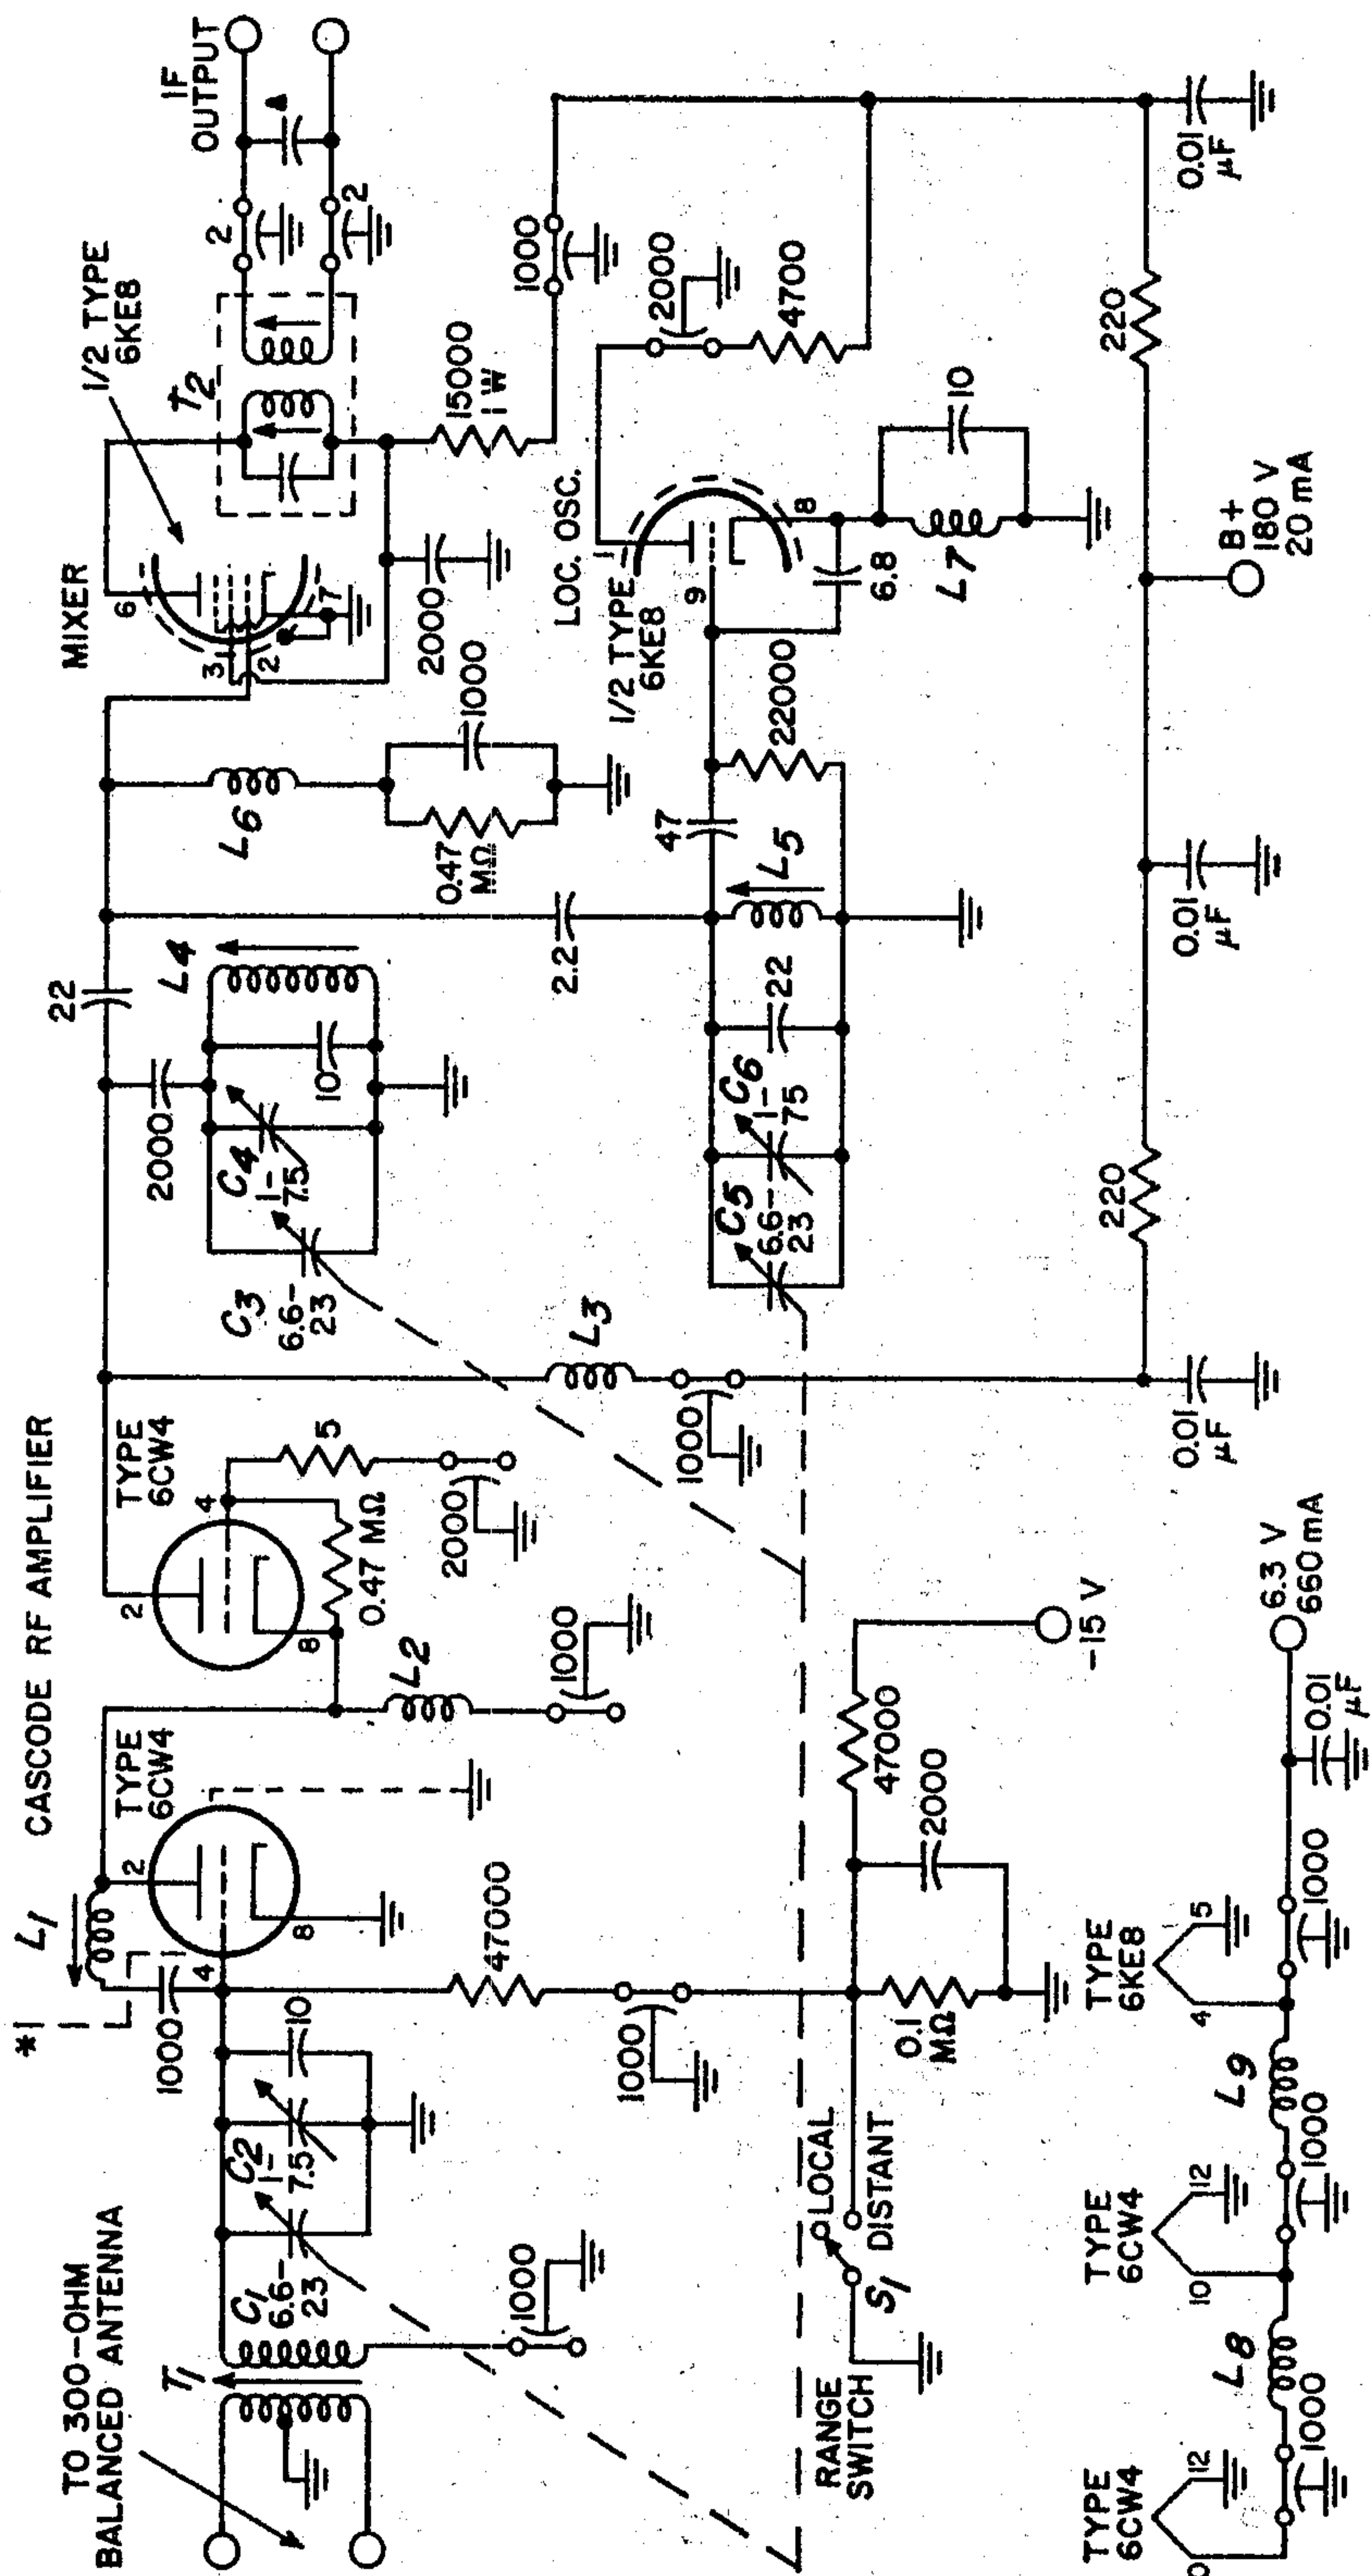 *
L1
CASCODE RF AMPLIFIER
TO 300-OHM
BALANCED ANTENNA
T1
C1
6.6-
23
C2
1-
7.5
10
1000
1000
4
2
8
TYPE
6CW4
47000
1000
L2
1000
TYPE
6CW4
2
4
8
0.47 MΩ
5
2000
L3
1000
2000
C3
6.6-
23
C4
1-
7.5
10
L4
22
2.2
L6
0.47
MΩ
1000
MIXER
1/2 TYPE
6KE8
6
3
2
7
2000
T2
15000
1 W
2
2
IF
OUTPUT
1000
LOC. OSC.
1/2 TYPE
6KE8
1
9
8
2000
4700
6.8
L7
10
C5
6.6-
23
C6
1-
75
22
L5
47
22000
RANGE
SWITCH
S1
LOCAL
DISTANT
0.1
MΩ
2000
47000
-15 V
0.01
μF
220
0.01
μF
B+
180 V
20 mA
220
0.01
μF
TYPE
6CW4
12
1000
L8
TYPE
6CW4
10
12
1000
L9
TYPE
6KE8
4
5
1000
0.01
μF
6.3 V
660 mA